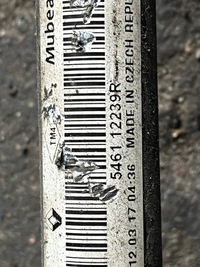 Mubea
TM4
5461 12239R
MADE IN CZECH REPU
12 03 17 04:36